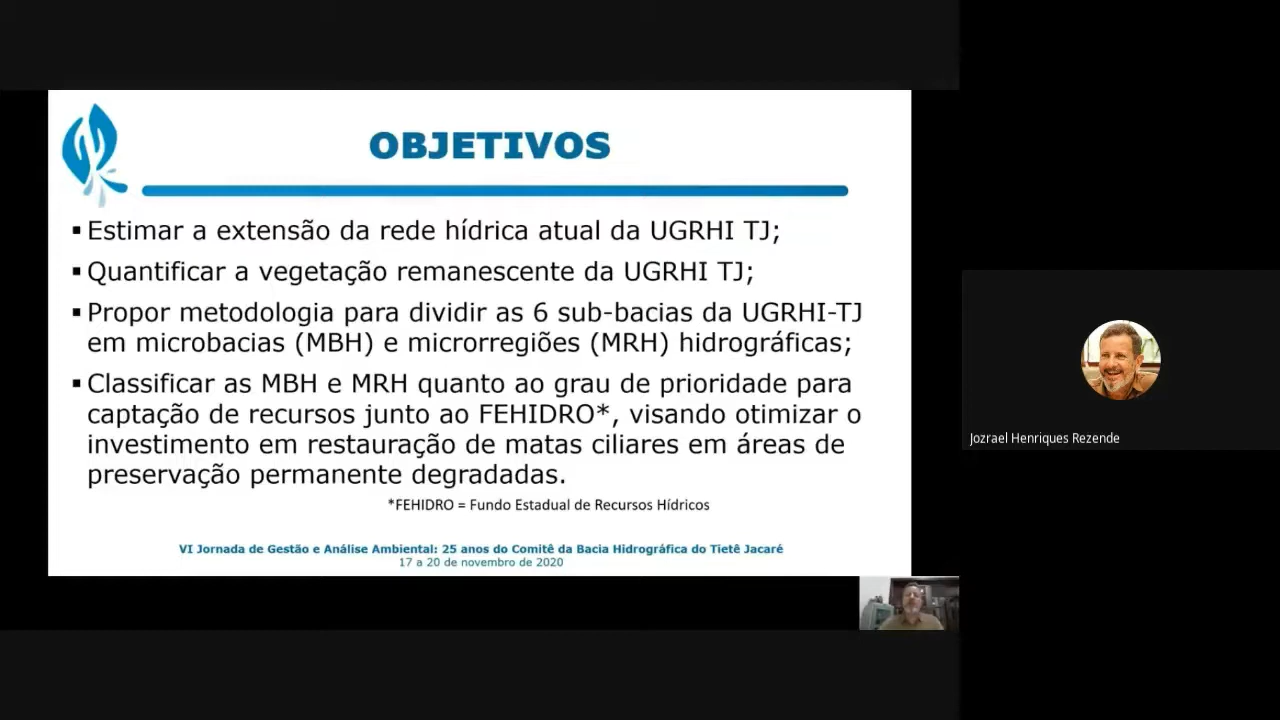 OBJETIVOS
▪ Estimar a extensão da rede hídrica atual da UGRHI TJ;
▪ Quantificar a vegetação remanescente da UGRHI TJ;
▪ Propor metodologia para dividir as 6 sub-bacias da UGRHI-TJ
em microbacias (MBH) e microrregiões (MRH) hidrográficas;
▪ Classificar as MBH e MRH quanto ao grau de prioridade para
captação de recursos junto ao FEHIDRO*, visando otimizar o
investimento em restauração de matas ciliares em áreas de
preservação permanente degradadas.
*FEHIDRO = Fundo Estadual de Recursos Hídricos
VI Jornada de Gestão e Análise Ambiental: 25 anos do Comitê da Bacia Hidrográfica do Tietê Jacaré
17 a 20 de novembro de 2020
Jozrael Henriques Rezende